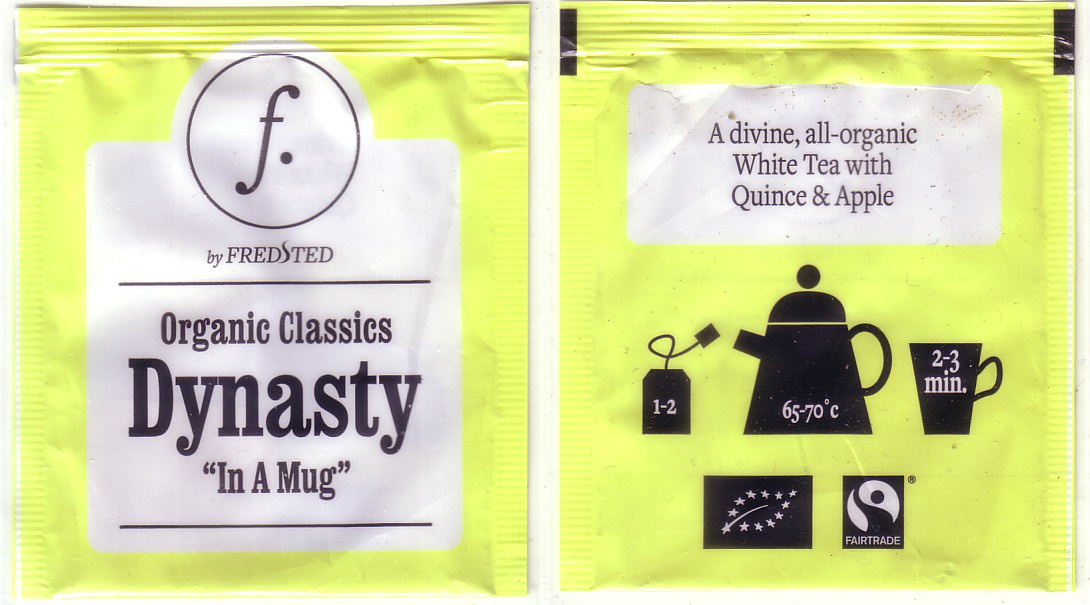 f.
by FREDSTED
Organic Classics
Dynasty
“In A Mug”
A divine, all-organic
White Tea with
Quince & Apple
1-2
65-70°c
2-3
min.
®
FAIRTRADE